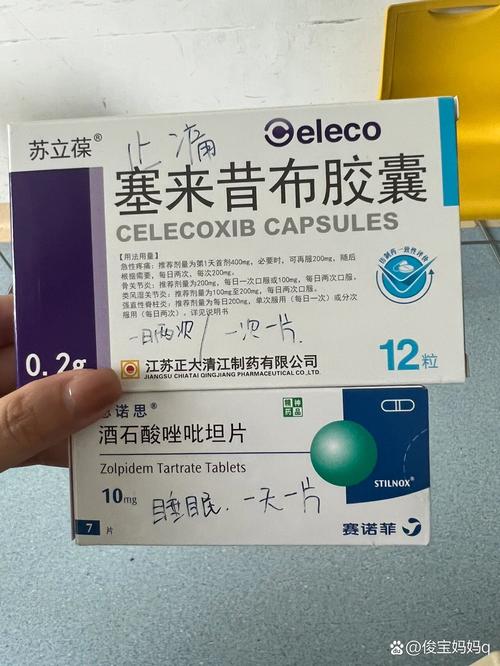 苏立葆®
Celeco
止痛
塞来昔布胶囊
CELECOXIB CAPSULES
【用法用量】
急性疼痛：推荐剂量为第1天首剂400mg，必要时，可再服200mg，随后
根据需要，每日两次，每次200mg。
骨关节炎：推荐剂量为200mg，每日一次口服或100mg，每日两次口服。
类风湿关节炎：推荐剂量为100mg至200mg，每日两次口服。
强直性脊柱炎：推荐剂量为每日200mg，单次服用（每日一次）或分次
服用（每日两次）。详见说明书
仿制药一致性评价
一日两次/一次一片
0.2g
江苏正大清江制药有限公司
JIANGSU CHIATAI QINGJIANG PHARMACEUTICAL CO.,LTD.
12粒
思诺思®
精神药品
酒石酸唑吡坦片
Zolpidem Tartrate Tablets
10mg
STILNOX®
睡眠.一天一片
7片
赛诺菲
@俊宝妈妈q